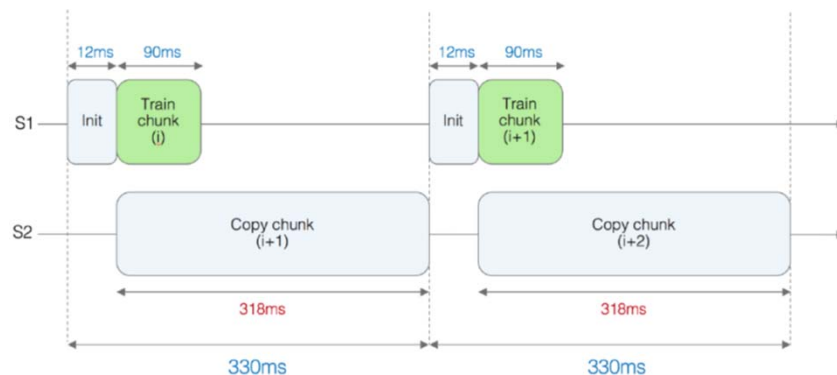 12ms 90ms 12ms 90ms
S1 Init Train chunk (i) Init Train chunk (i+1)
S2 Copy chunk (i+1) Copy chunk (i+2)
318ms 318ms
330ms 330ms